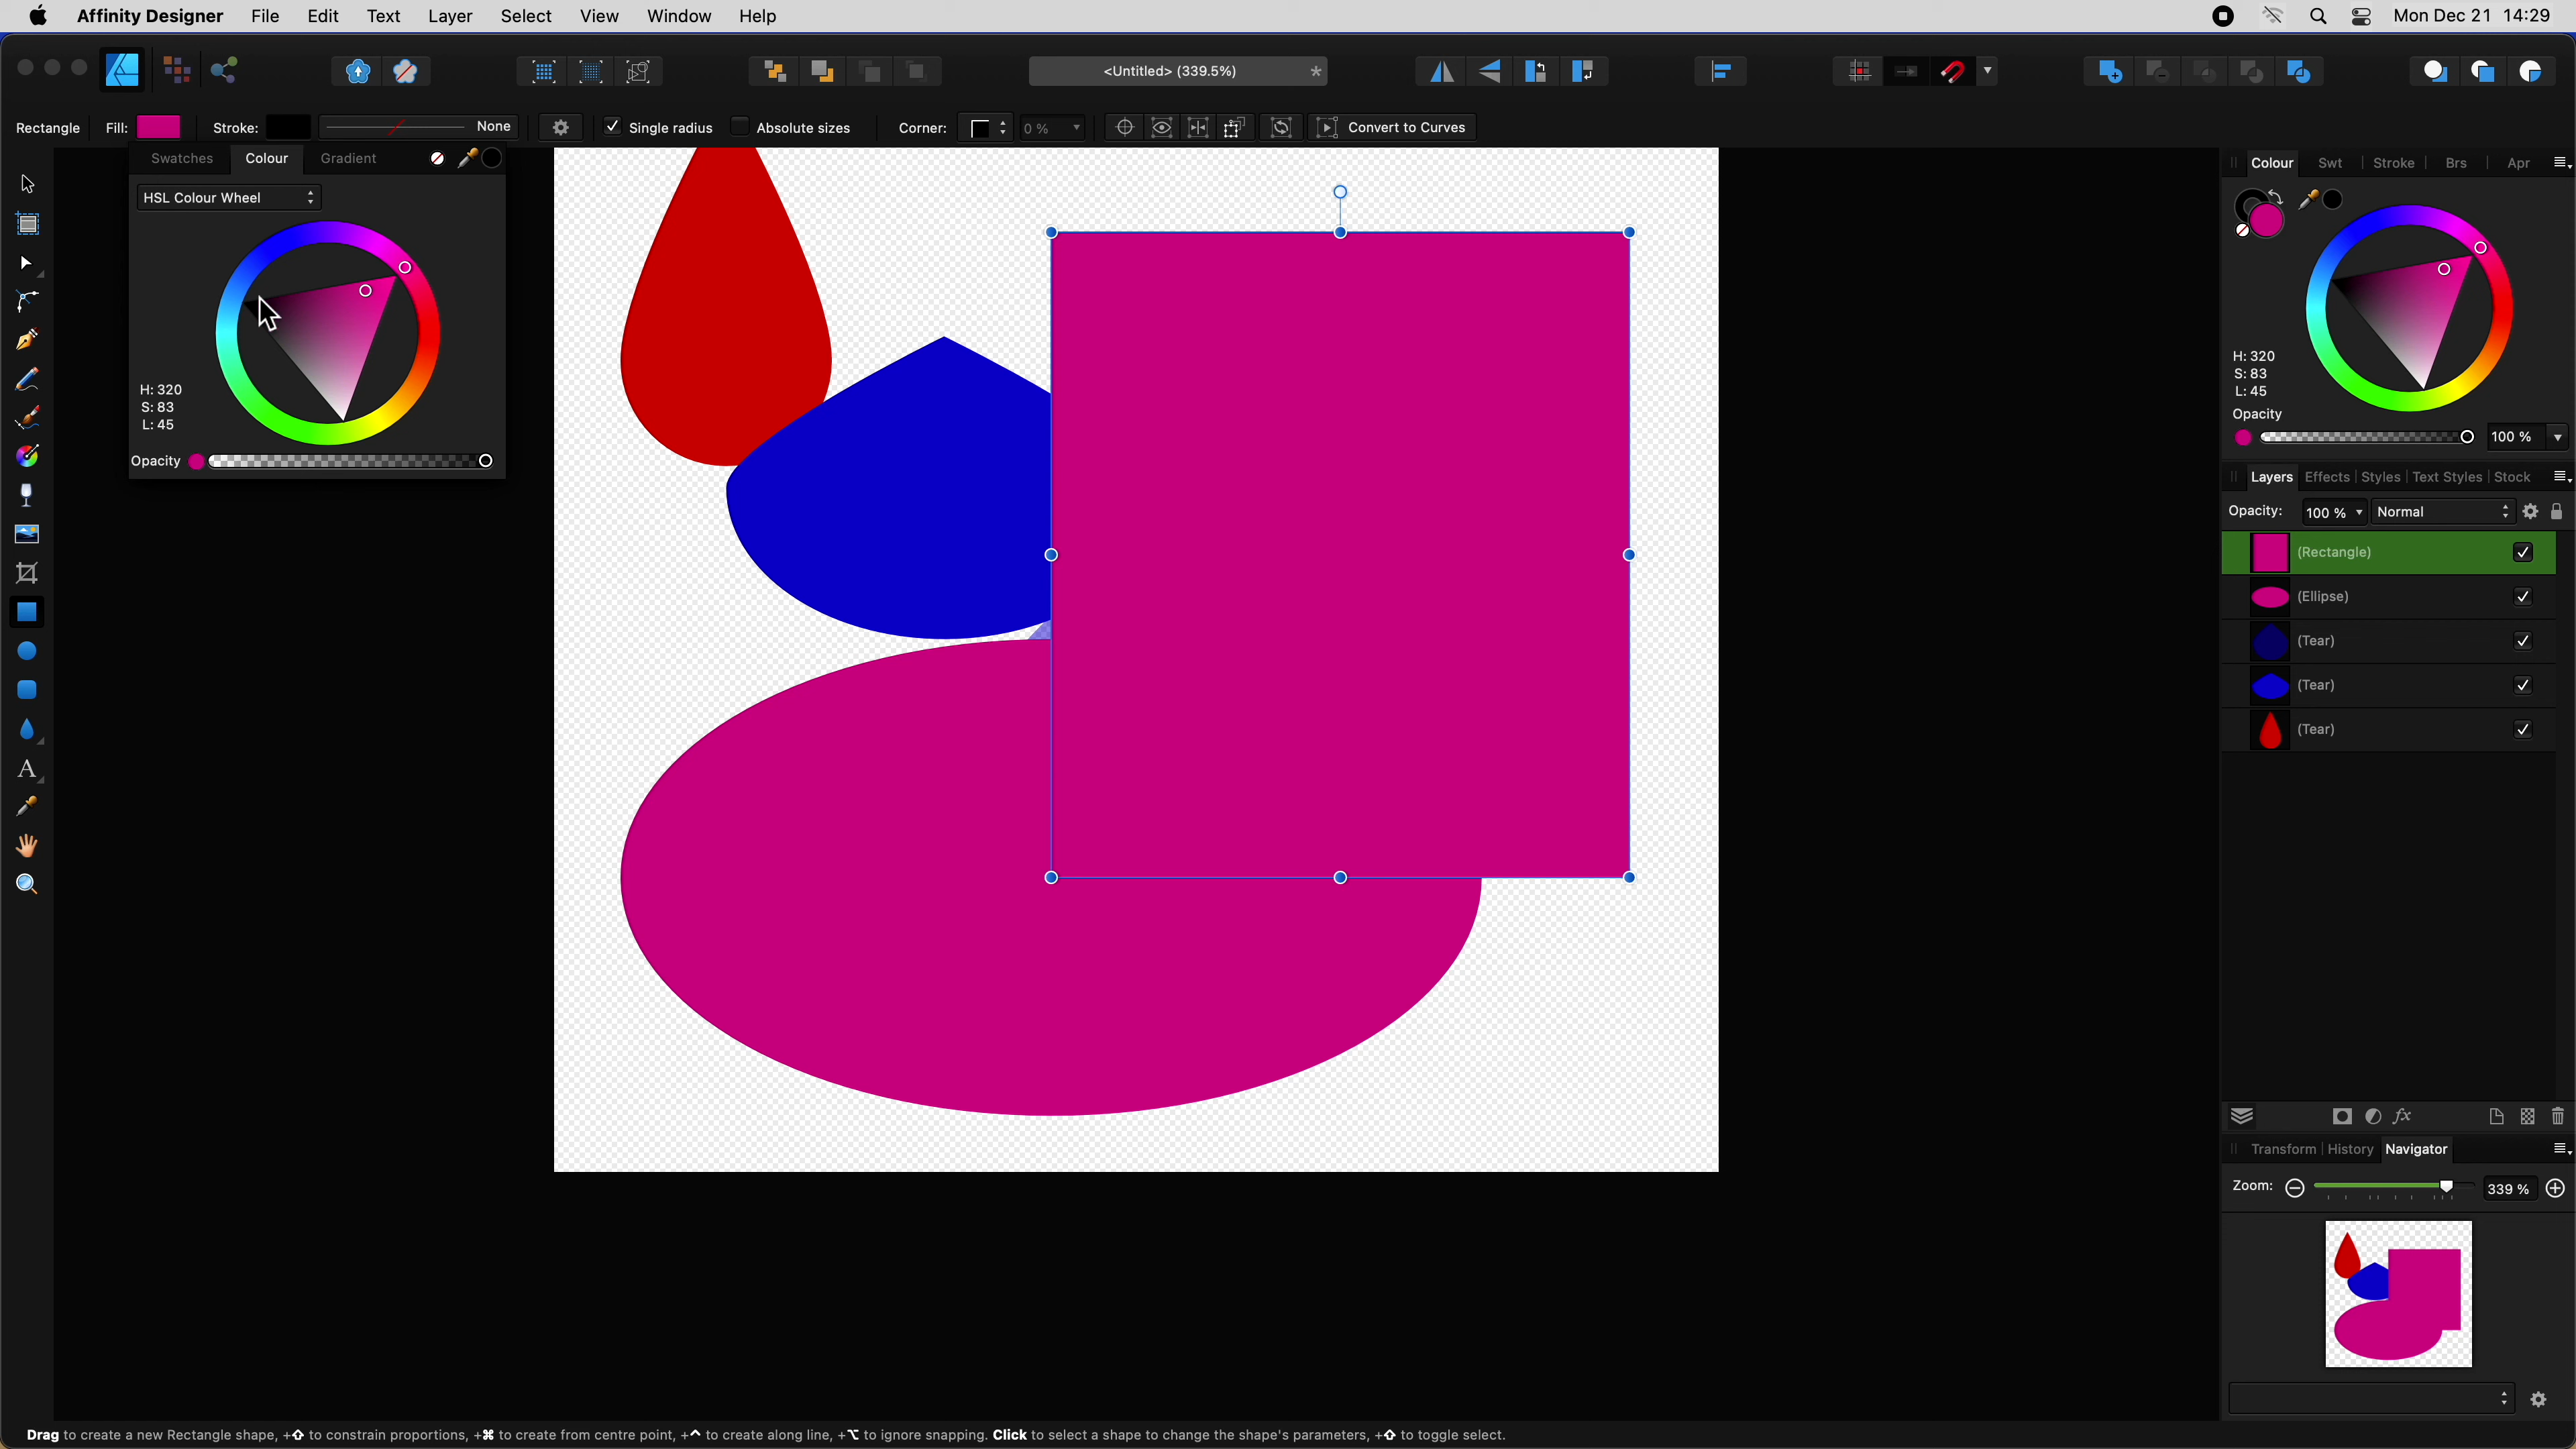 Affinity Designer File Edit Text Layer Select View Window Help Mon Dec 21 14:29
<Untitled> (339.5%) *
Rectangle Fill: Stroke: None Single radius Absolute sizes Corner: 0 % Convert to Curves
Swatches Colour Gradient
HSL Colour Wheel
H: 320
S: 83
L: 45
Opacity
Colour Swt Stroke Brs Apr
H: 320
S: 83
L: 45
Opacity
100 %
Layers Effects Styles Text Styles Stock
Opacity: 100 % Normal
(Rectangle)
(Ellipse)
(Tear)
(Tear)
(Tear)
fx
Transform History Navigator
Zoom: 339 %
Drag to create a new Rectangle shape, +⇧ to constrain proportions, +⌘ to create from centre point, +^ to create along line, +⌥ to ignore snapping. Click to select a shape to change the shape's parameters, +⇧ to toggle select.